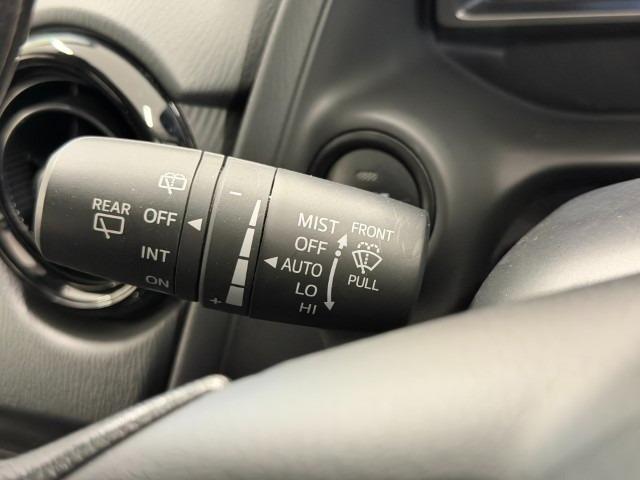 REAR
OFF
INT
ON
−
+
MIST
OFF
AUTO
LO
HI
FRONT
PULL